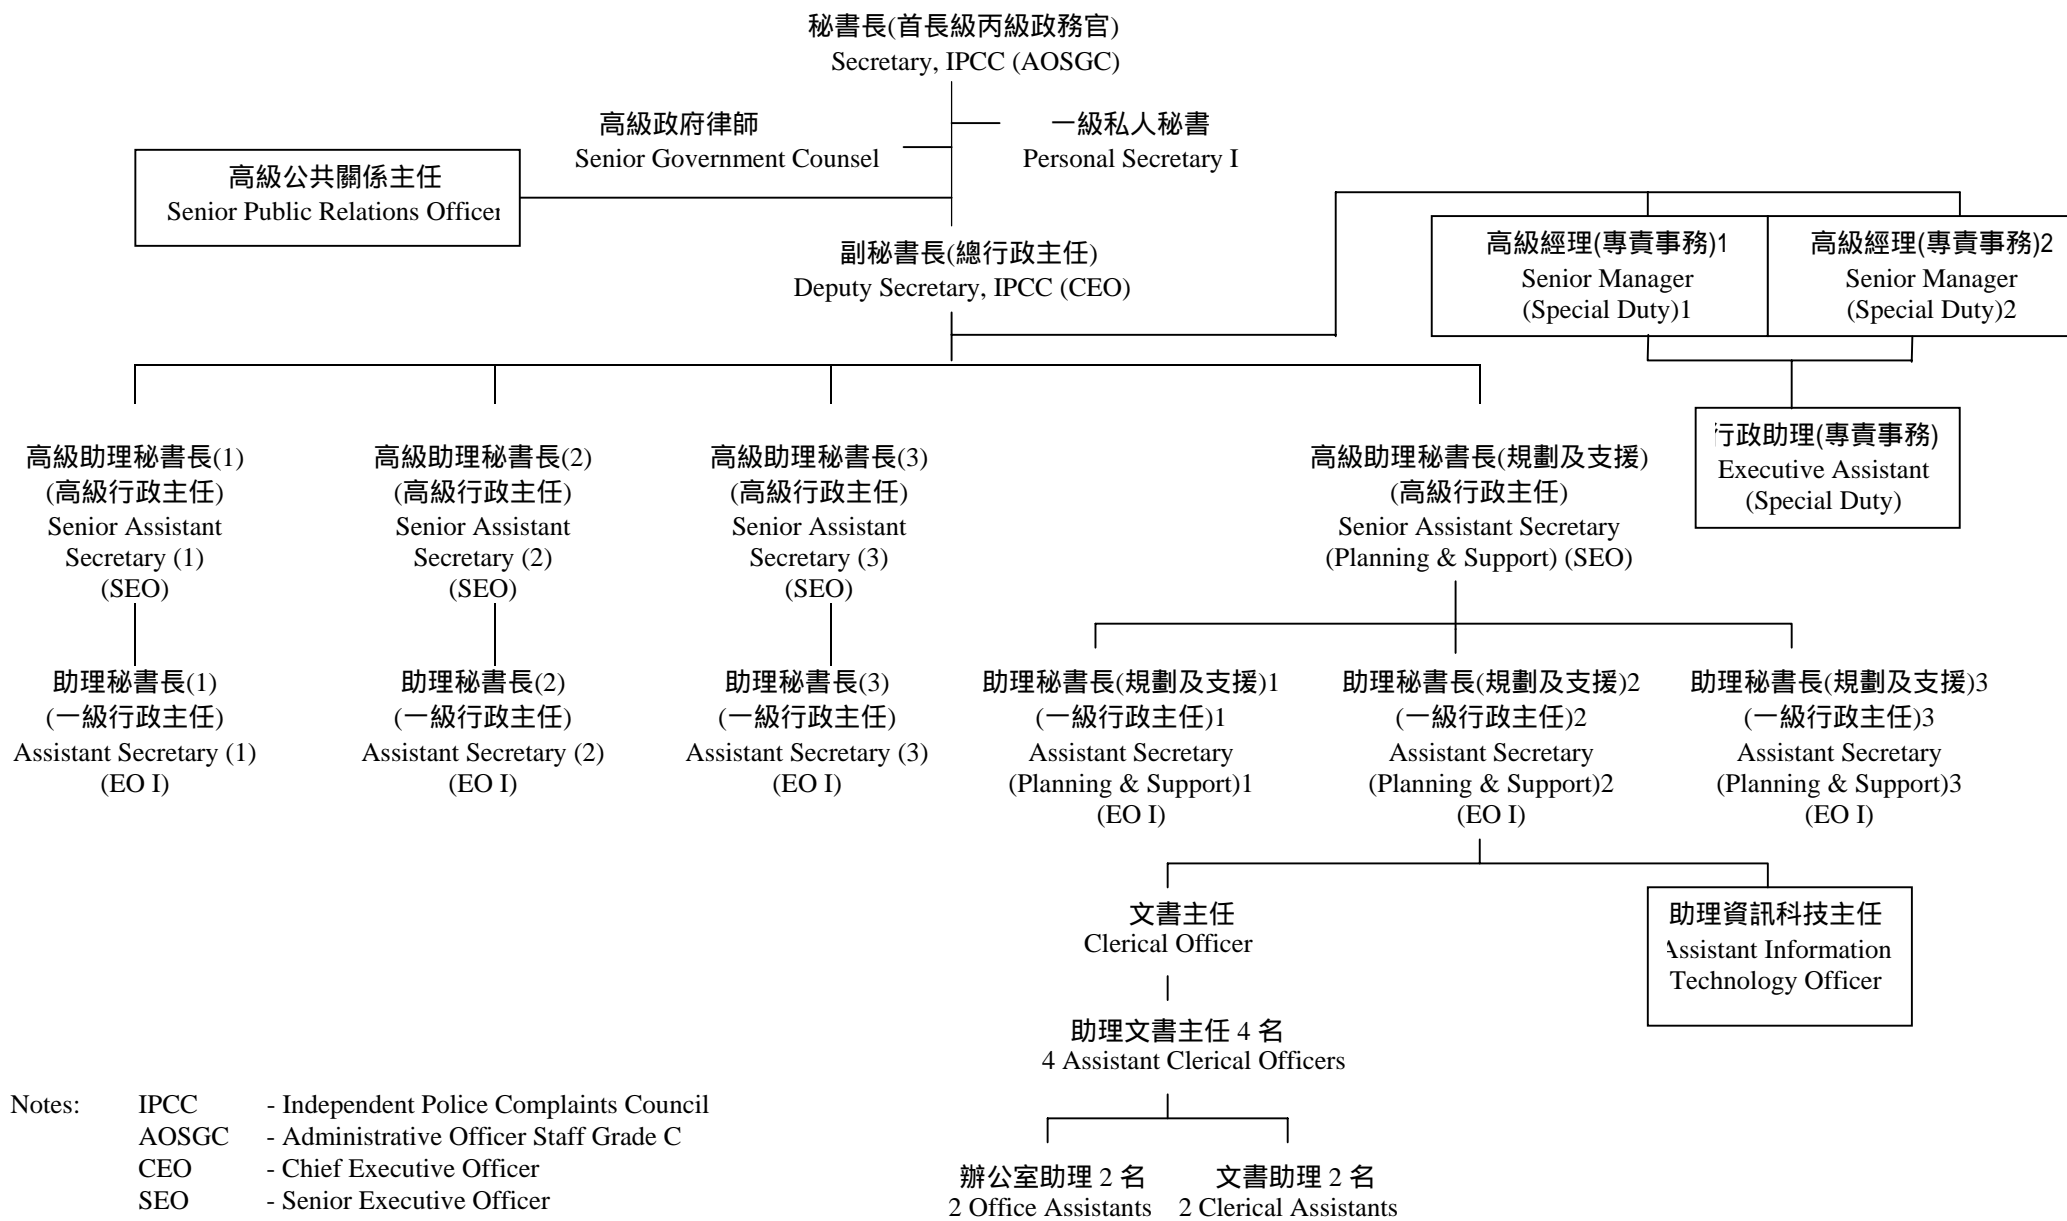 秘書長(首長級丙級政務官)
Secretary, IPCC (AOSGC)
高級政府律師
Senior Government Counsel
一級私人秘書
Personal Secretary I
高級公共關係主任
Senior Public Relations Officer
副秘書長(總行政主任)
Deputy Secretary, IPCC (CEO)
高級經理(專責事務)1
Senior Manager
(Special Duty)1
高級經理(專責事務)2
Senior Manager
(Special Duty)2
行政助理(專責事務)
Executive Assistant
(Special Duty)
高級助理秘書長(1)
(高級行政主任)
Senior Assistant
Secretary (1)
(SEO)
高級助理秘書長(2)
(高級行政主任)
Senior Assistant
Secretary (2)
(SEO)
高級助理秘書長(3)
(高級行政主任)
Senior Assistant
Secretary (3)
(SEO)
高級助理秘書長(規劃及支援)
(高級行政主任)
Senior Assistant Secretary
(Planning & Support) (SEO)
助理秘書長(1)
(一級行政主任)
Assistant Secretary (1)
(EO I)
助理秘書長(2)
(一級行政主任)
Assistant Secretary (2)
(EO I)
助理秘書長(3)
(一級行政主任)
Assistant Secretary (3)
(EO I)
助理秘書長(規劃及支援)1
(一級行政主任)1
Assistant Secretary
(Planning & Support)1
(EO I)
助理秘書長(規劃及支援)2
(一級行政主任)2
Assistant Secretary
(Planning & Support)2
(EO I)
助理秘書長(規劃及支援)3
(一級行政主任)3
Assistant Secretary
(Planning & Support)3
(EO I)
文書主任
Clerical Officer
助理資訊科技主任
Assistant Information
Technology Officer
助理文書主任 4 名
4 Assistant Clerical Officers
辦公室助理 2 名
2 Office Assistants
文書助理 2 名
2 Clerical Assistants
Notes: IPCC - Independent Police Complaints Council
AOSGC - Administrative Officer Staff Grade C
CEO - Chief Executive Officer
SEO - Senior Executive Officer